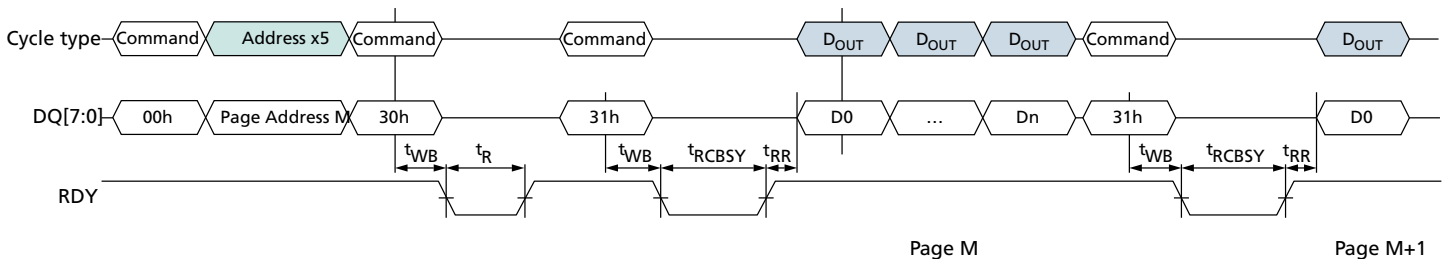 Cycle type Command Address x5 Command Command DOUT DOUT DOUT Command DOUT
DQ[7:0] 00h Page Address M 30h 31h D0 … Dn 31h D0
tWB tR tWB tRCBSY tRR tWB tRCBSY tRR
RDY
Page M Page M+1